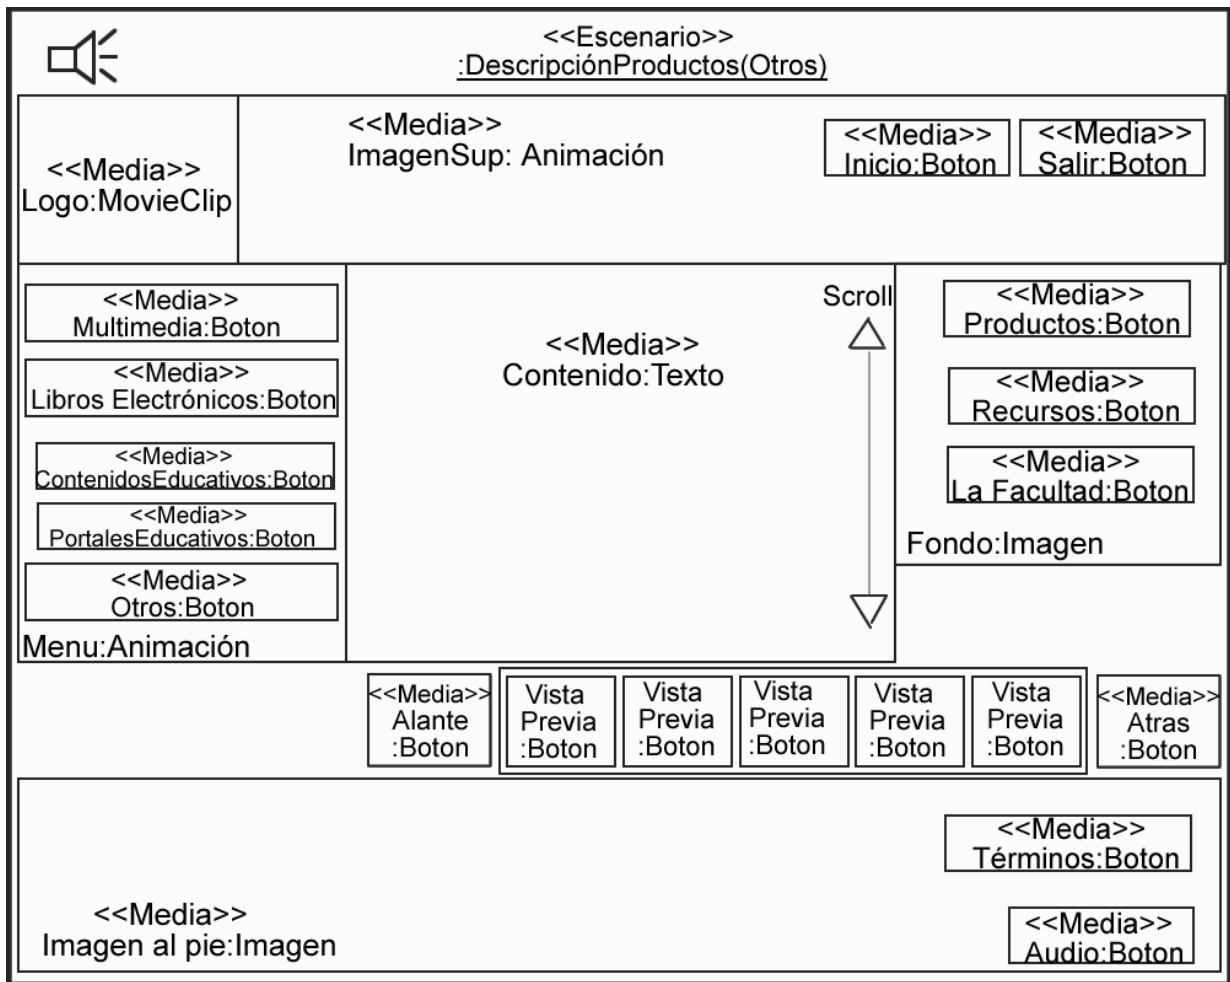 <<Escenario>>
:DescripciónProductos(Otros)
<<Media>>
Logo:MovieClip
<<Media>>
ImagenSup: Animación
<<Media>>
Inicio:Boton
<<Media>>
Salir:Boton
<<Media>>
Multimedia:Boton
<<Media>>
Libros Electrónicos:Boton
<<Media>>
ContenidosEducativos:Boton
<<Media>>
PortalesEducativos:Boton
<<Media>>
Otros:Boton
Menu:Animación
<<Media>>
Contenido:Texto
Scroll
<<Media>>
Productos:Boton
<<Media>>
Recursos:Boton
<<Media>>
La Facultad:Boton
Fondo:Imagen
<<Media>>
Alante
:Boton
Vista
Previa
:Boton
Vista
Previa
:Boton
Vista
Previa
:Boton
Vista
Previa
:Boton
Vista
Previa
:Boton
<<Media>>
Atras
:Boton
<<Media>>
Términos:Boton
<<Media>>
Imagen al pie:Imagen
<<Media>>
Audio:Boton